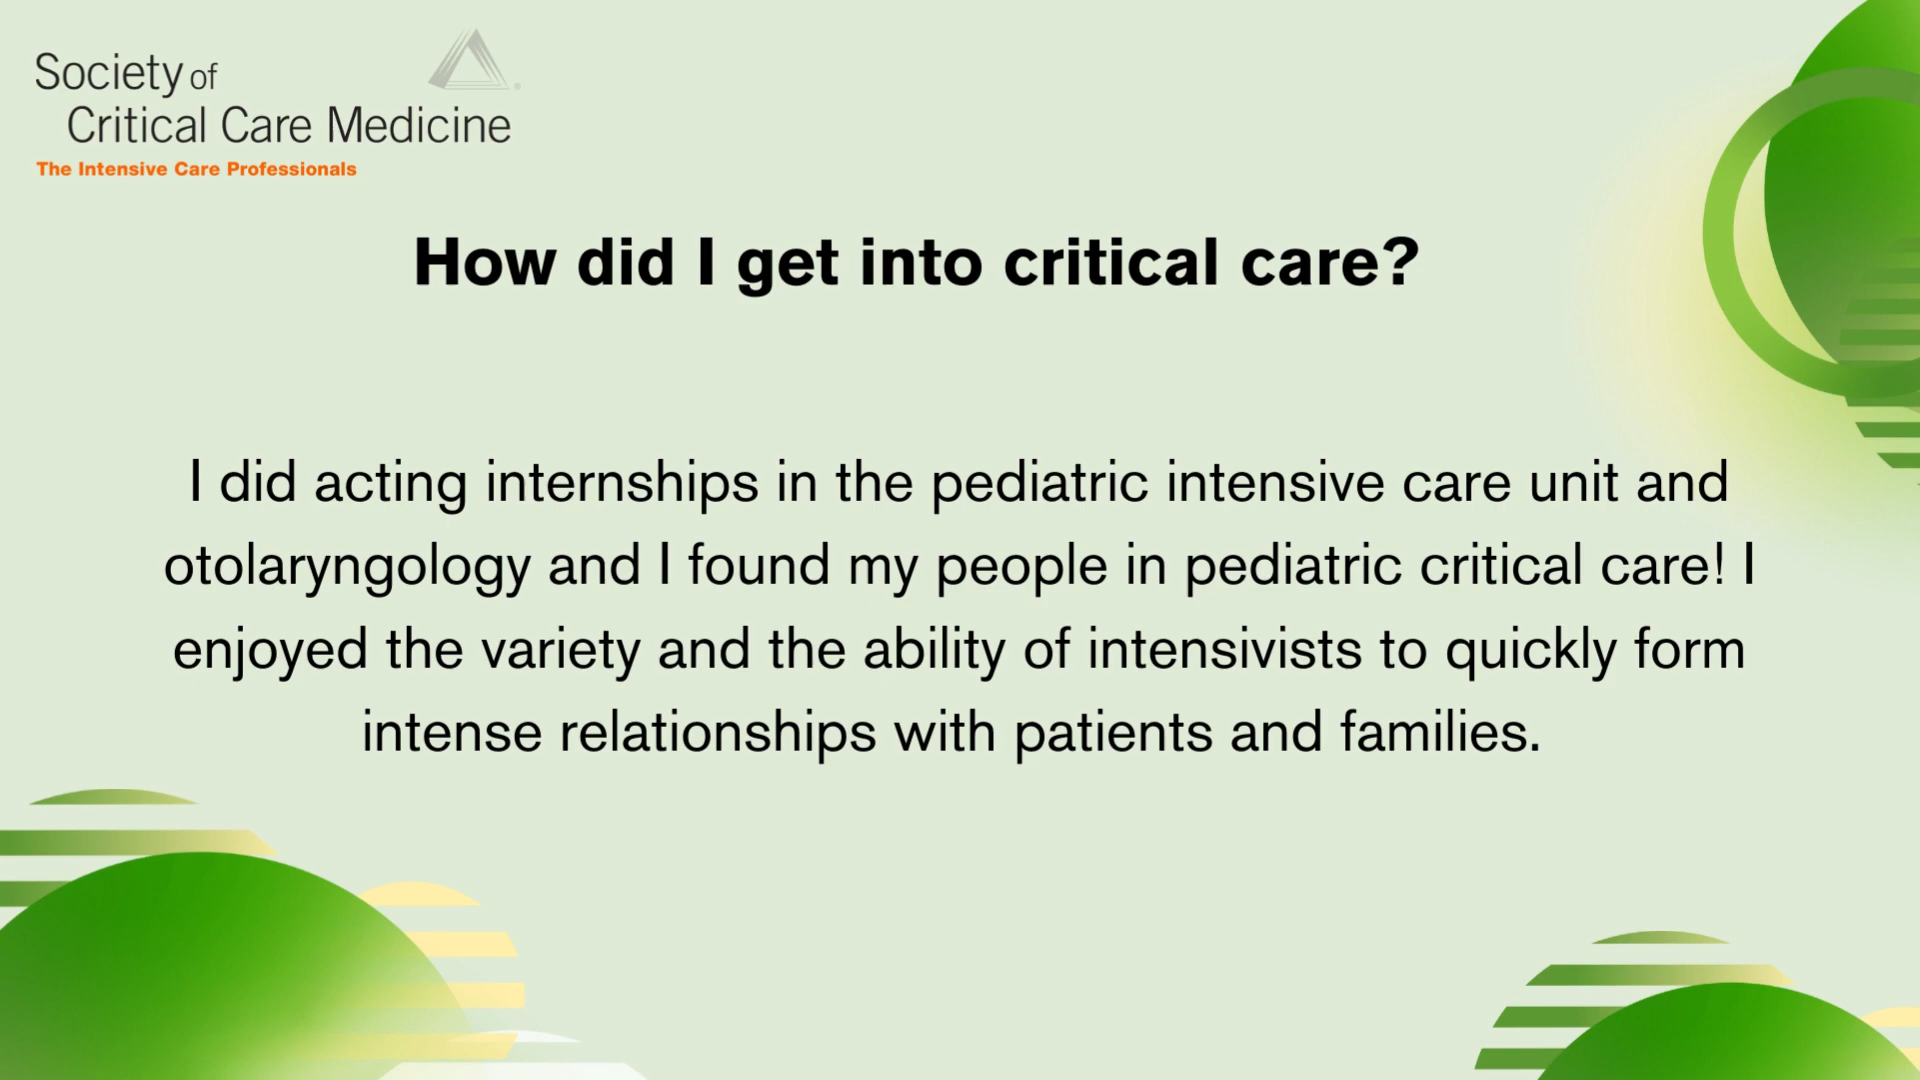 Society of
Critical Care Medicine
The Intensive Care Professionals
How did I get into critical care?
I did acting internships in the pediatric intensive care unit and
otolaryngology and I found my people in pediatric critical care! I
enjoyed the variety and the ability of intensivists to quickly form
intense relationships with patients and families.